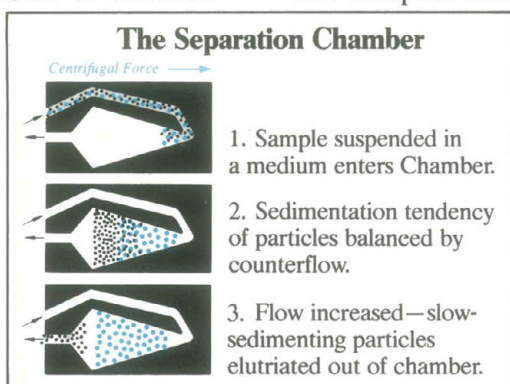 The Separation Chamber
Centrifugal Force
1. Sample suspended in
a medium enters Chamber.
2. Sedimentation tendency
of particles balanced by
counterflow.
3. Flow increased—slow-
sedimenting particles
elutriated out of chamber.